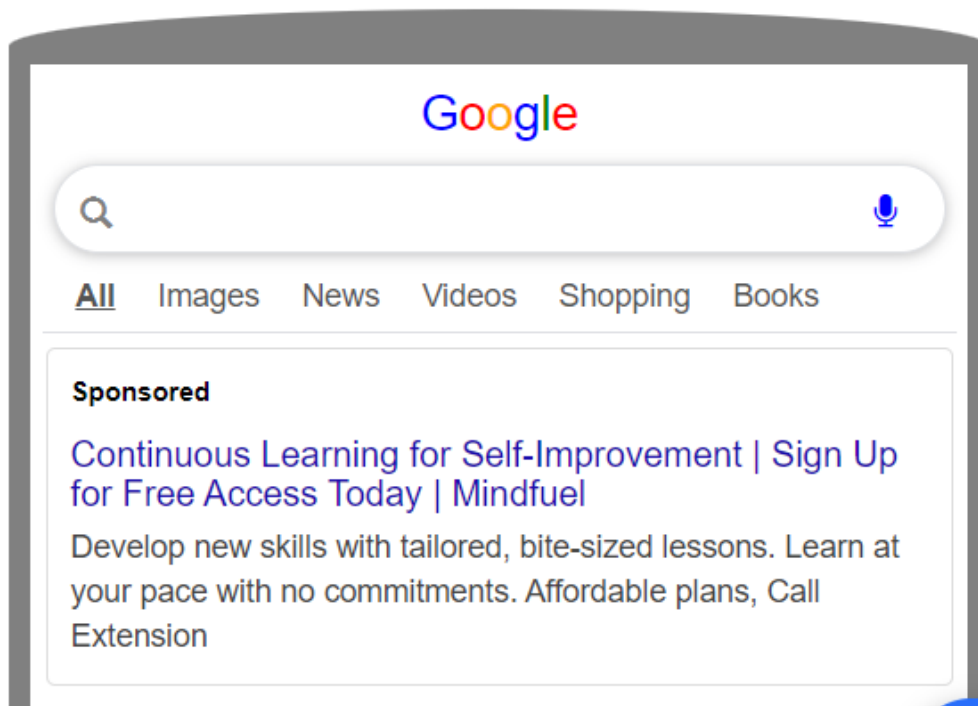 Google
All Images News Videos Shopping Books
Sponsored
Continuous Learning for Self-Improvement | Sign Up
for Free Access Today | Mindfuel
Develop new skills with tailored, bite-sized lessons. Learn at
your pace with no commitments. Affordable plans, Call
Extension